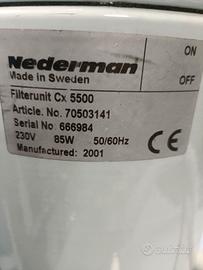 Nederman
Made in Sweden
ON
OFF
Filterunit Cx 5500
Article. No. 70503141
Serial No 666984
230V 85W 50/60Hz
Manufactured: 2001
CE
subito